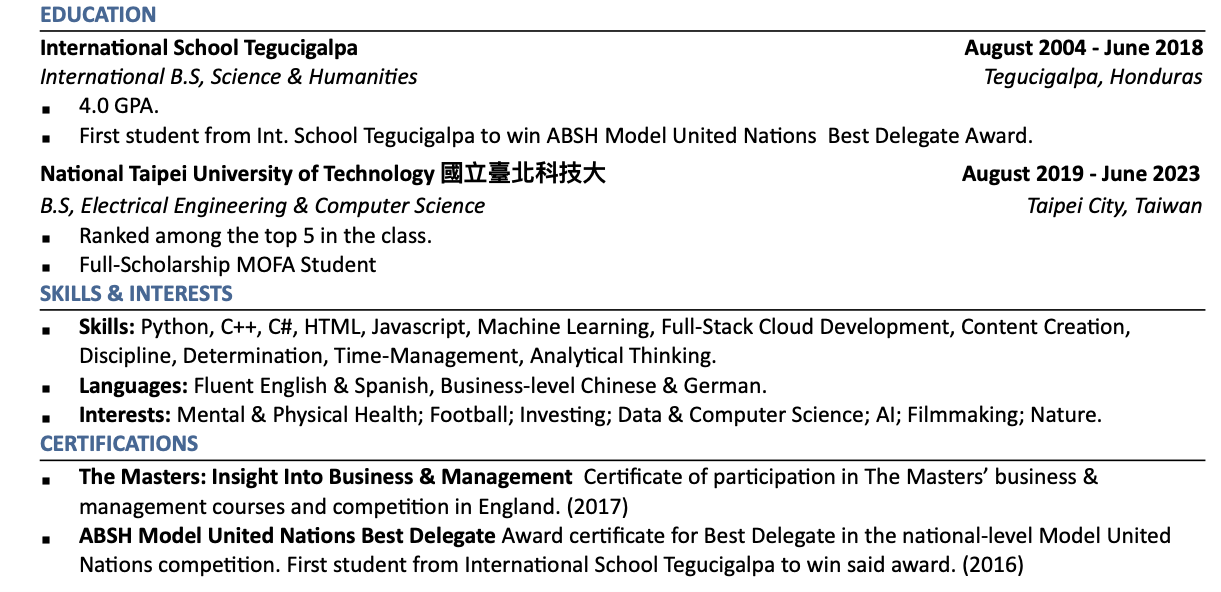 EDUCATION
International School Tegucigalpa August 2004 - June 2018
International B.S, Science & Humanities Tegucigalpa, Honduras
▪ 4.0 GPA.
▪ First student from Int. School Tegucigalpa to win ABSH Model United Nations  Best Delegate Award.
National Taipei University of Technology 國立臺北科技大 August 2019 - June 2023
B.S, Electrical Engineering & Computer Science Taipei City, Taiwan
▪ Ranked among the top 5 in the class.
▪ Full-Scholarship MOFA Student
SKILLS & INTERESTS
▪ Skills: Python, C++, C#, HTML, Javascript, Machine Learning, Full-Stack Cloud Development, Content Creation,
Discipline, Determination, Time-Management, Analytical Thinking.
▪ Languages: Fluent English & Spanish, Business-level Chinese & German.
▪ Interests: Mental & Physical Health; Football; Investing; Data & Computer Science; AI; Filmmaking; Nature.
CERTIFICATIONS
▪ The Masters: Insight Into Business & Management  Certificate of participation in The Masters’ business &
management courses and competition in England. (2017)
▪ ABSH Model United Nations Best Delegate Award certificate for Best Delegate in the national-level Model United
Nations competition. First student from International School Tegucigalpa to win said award. (2016)